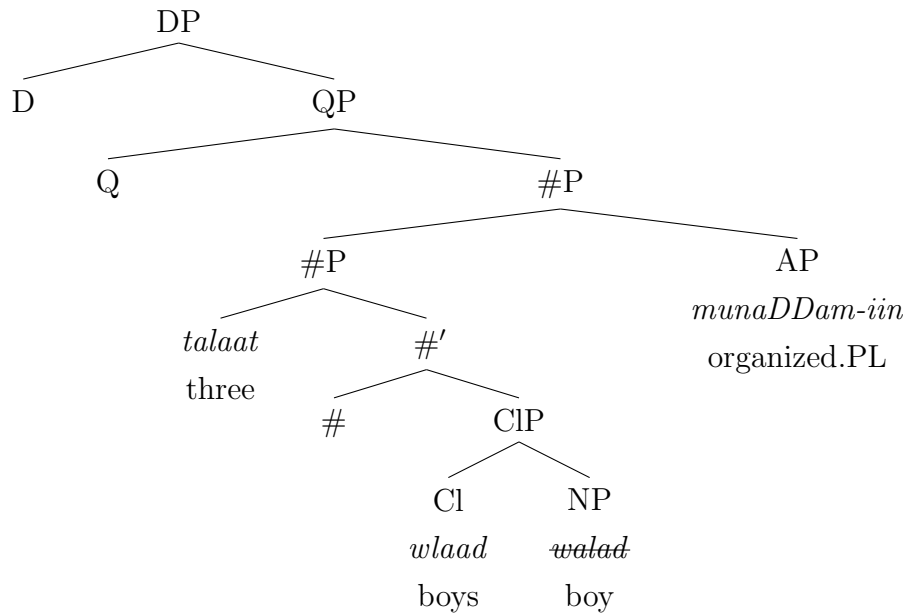 DP
D QP
Q #P
#P AP
munaDDam-iin
organized.PL
talaat #′
three
# ClP
Cl NP
wlaad walad
boys boy